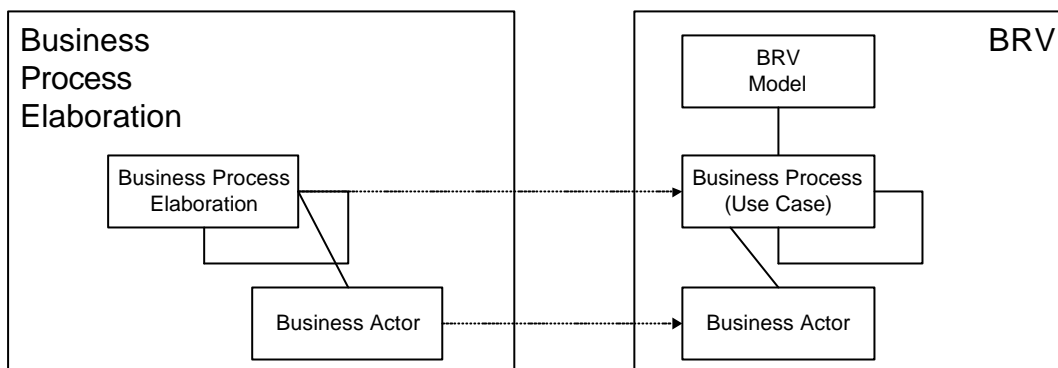 Business
Process
Elaboration
BRV
BRV
Model
Business Process
Elaboration
Business Process
(Use Case)
Business Actor
Business Actor